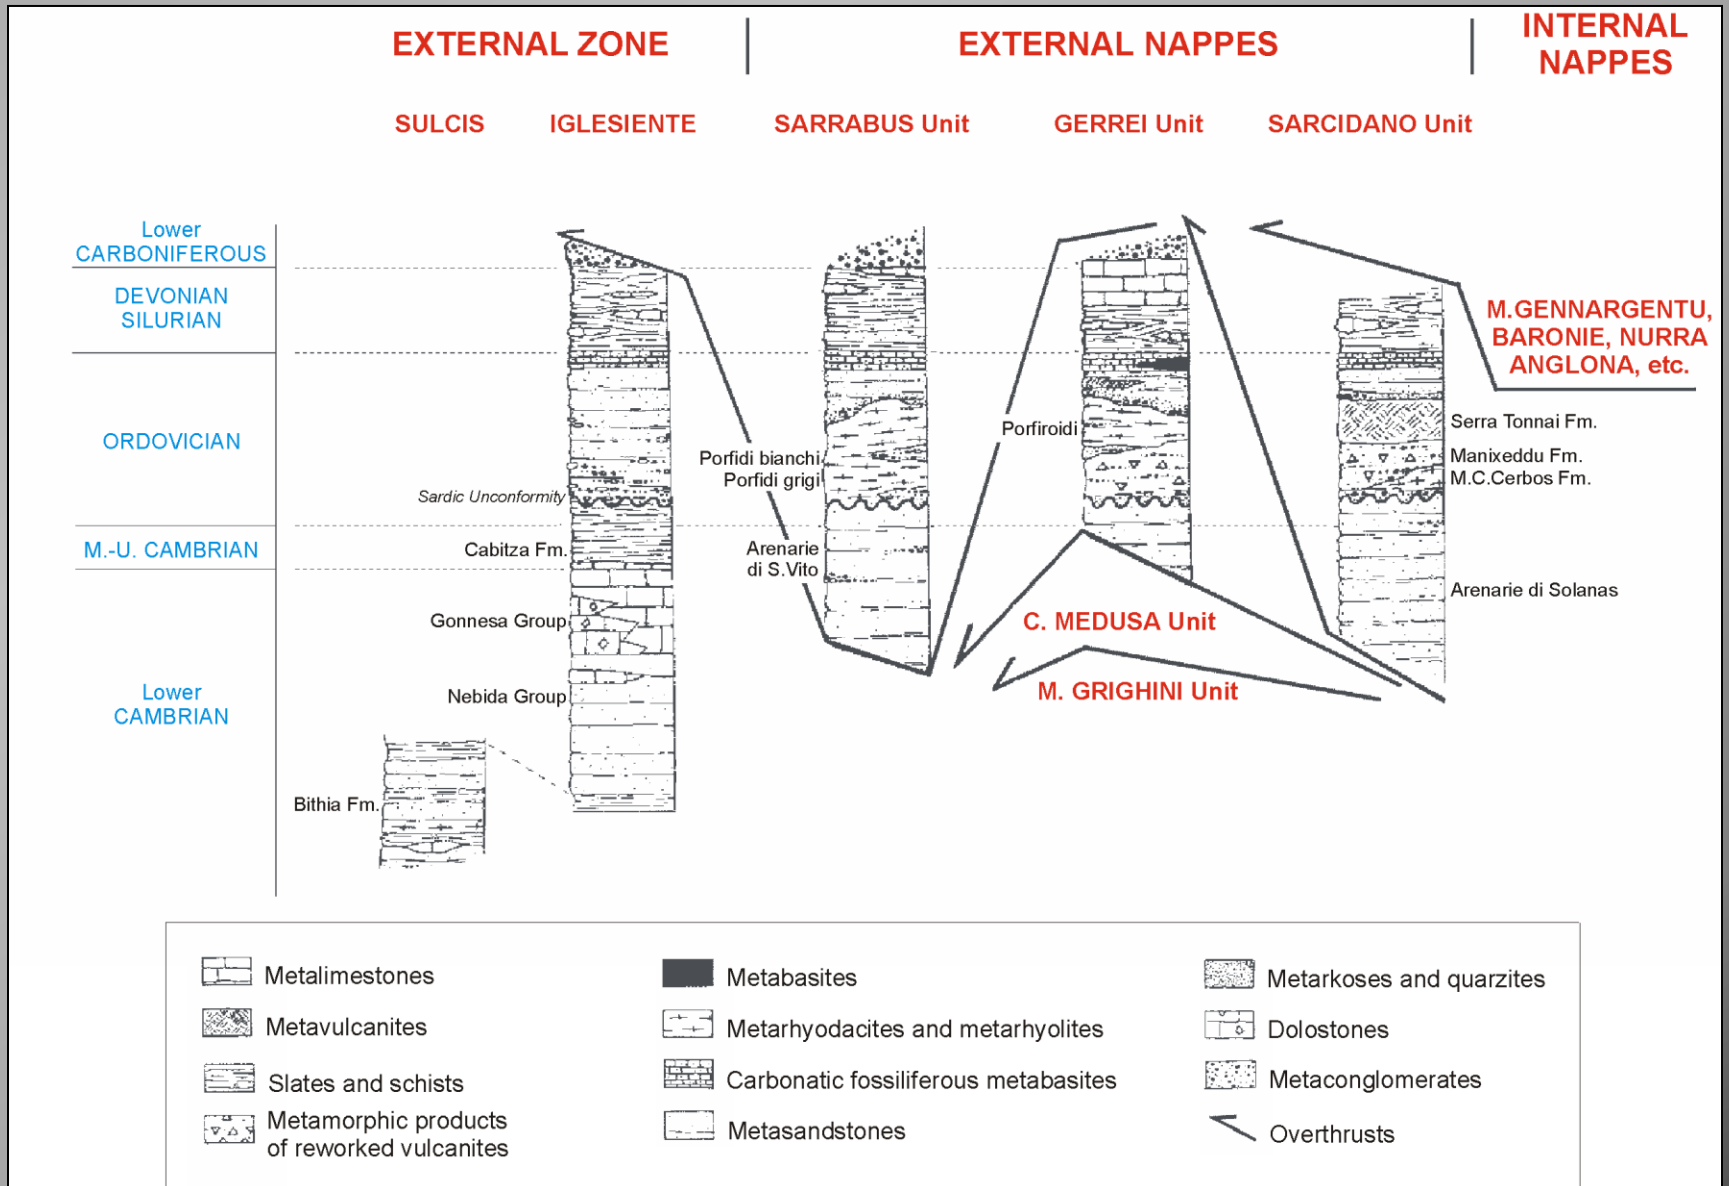 EXTERNAL ZONE
EXTERNAL NAPPES
INTERNAL
NAPPES
SULCIS
IGLESIENTE
SARRABUS Unit
GERREI Unit
SARCIDANO Unit
Lower
CARBONIFEROUS
DEVONIAN
SILURIAN
ORDOVICIAN
M.-U. CAMBRIAN
Lower
CAMBRIAN
Sardic Unconformity
Cabitza Fm.
Gonnesa Group
Nebida Group
Bithia Fm.
Porfidi bianchi
Porfidi grigi
Arenarie
di S.Vito
Porfiroidi
C. MEDUSA Unit
M. GRIGHINI Unit
M.GENNARGENTU,
BARONIE, NURRA
ANGLONA, etc.
Serra Tonnai Fm.
Manixeddu Fm.
M.C.Cerbos Fm.
Arenarie di Solanas
Metalimestones
Metavulcanites
Slates and schists
Metamorphic products
of reworked vulcanites
Metabasites
Metarhyodacites and metarhyolites
Carbonatic fossiliferous metabasites
Metasandstones
Metarkoses and quarzites
Dolostones
Metaconglomerates
Overthrusts